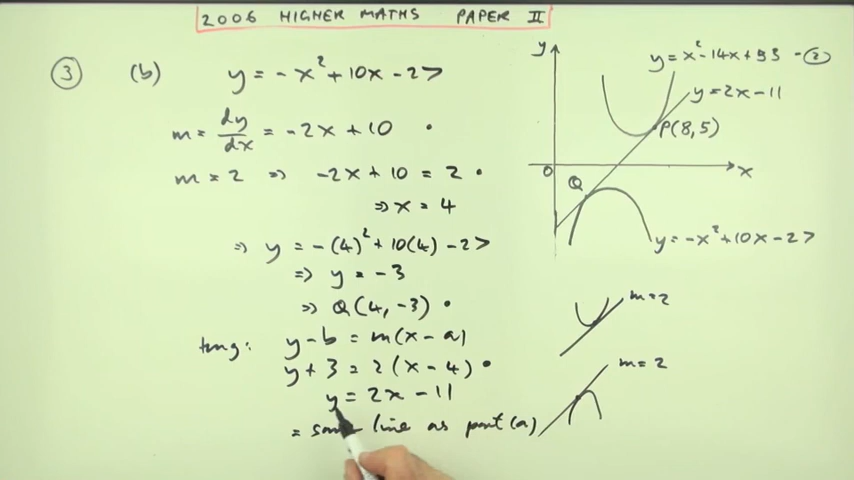 2006 HIGHER MATHS PAPER II
③ (b) y = -x² + 10x - 27
m = dy/dx = -2x + 10 •
m = 2 ⇒ -2x + 10 = 2 •
⇒ x = 4
⇒ y = -(4)² + 10(4) - 27
⇒ y = -3
⇒ Q(4, -3) •
tang: y - b = m(x - a)
y + 3 = 2(x - 4) •
y = 2x - 11
= same line as part (a)
y
y = x² - 14x + 53 - ②
y = 2x - 11
P(8,5)
0
x
Q
y = -x² + 10x - 27
m = 2
m = 2